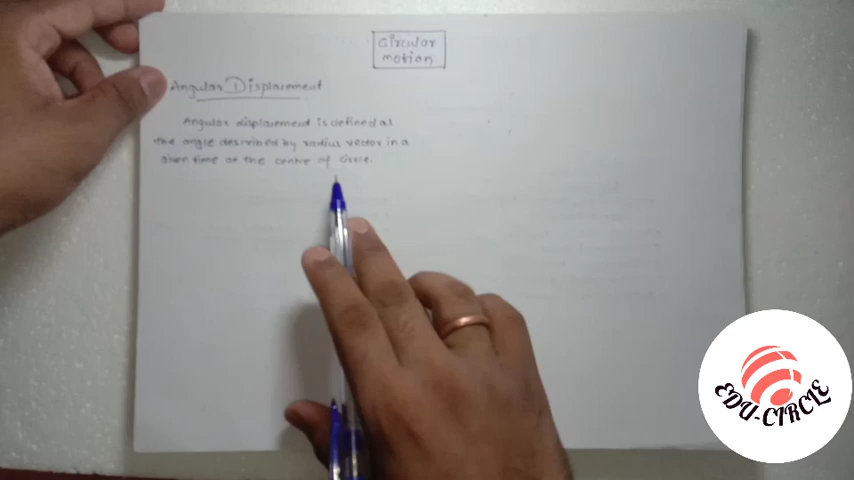 Circular
motion
Angular Displacement
Angular displacement is defined as
the angle described by radius vector in a
given time at the centre of circle.
EDU-CIRCLE